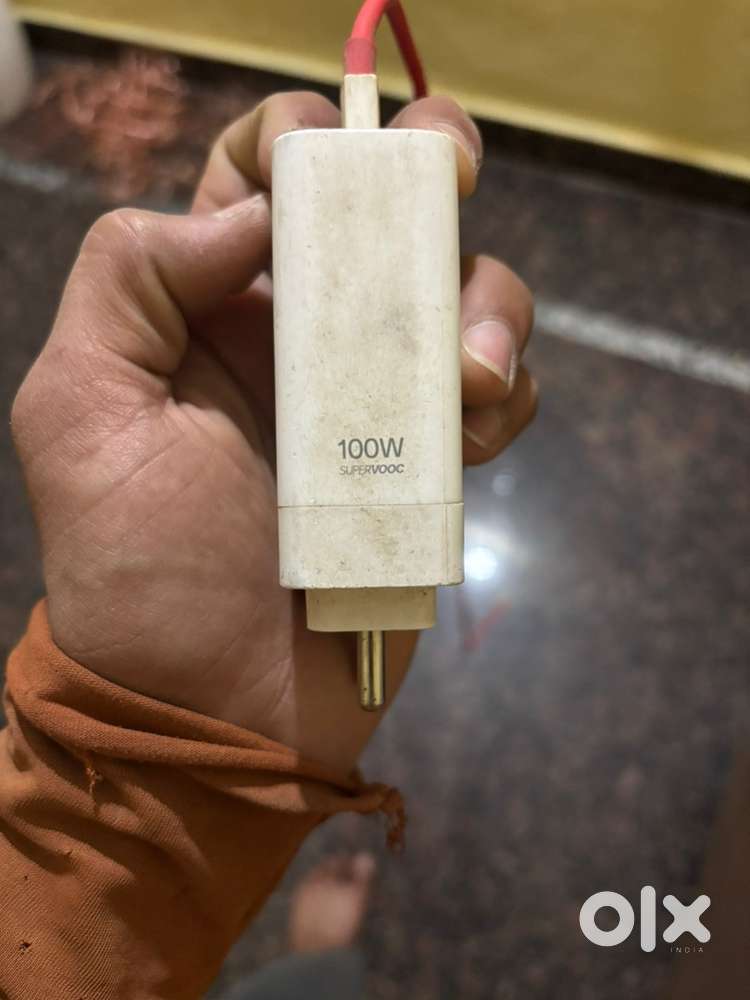 100W
SUPERVOOC
olx
INDIA